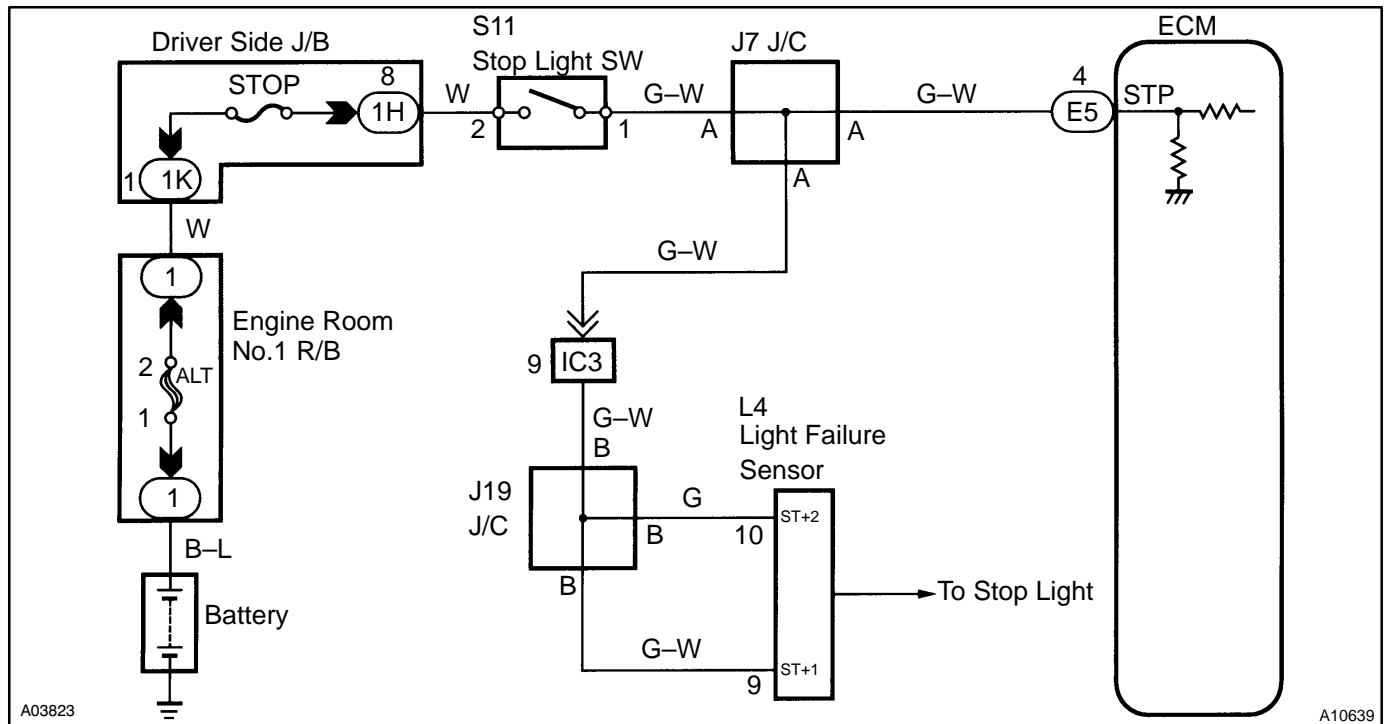 S11
Stop Light SW
Driver Side J/B
J7 J/C
ECM
STOP
8
1H
W
2
1
G–W
A
A
A
G–W
4
E5
STP
1
1K
W
G–W
1
Engine Room
No.1 R/B
2
ALT
1
1
9
IC3
G–W
B
L4
Light Failure
Sensor
J19
J/C
G
B
10
ST+2
B
B–L
Battery
To Stop Light
G–W
9
ST+1
A03823
A10639